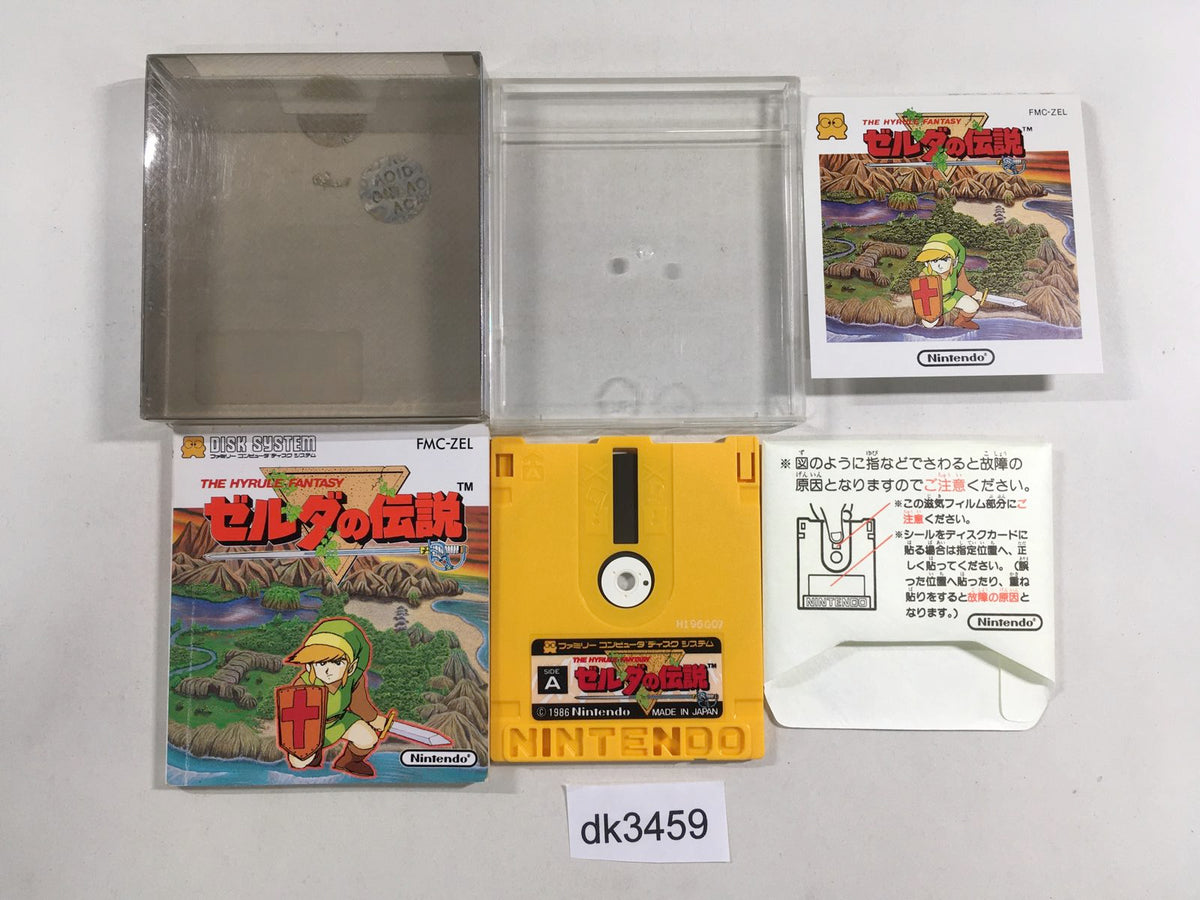 FMC-ZEL
THE HYRULE FANTASY
ゼルダの伝説™
Nintendo®
DISK SYSTEM
ファミリー コンピュータ ディスク システム
FMC-ZEL
THE HYRULE FANTASY
ゼルダの伝説
TM
Nintendo®
ファミリー コンピュータ ディスク システム
THE HYRULE FANTASY
SIDE
A
ゼルダの伝説™
© 1986 Nintendo MADE IN JAPAN
NINTENDO
※図のように指などでさわると故障の
原因となりますのでご注意ください。
※この磁気フィルム部分にご
注意ください。
※シールをディスクカードに
貼る場合は指定位置へ、正
しく貼ってください。(誤
った位置へ貼ったり、重ね
貼りをすると故障の原因と
なります。)
NINTENDO
Nintendo®
dk3459